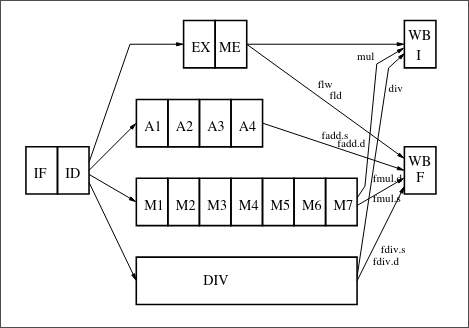 EX ME
WB
I
mul
flw
fld
div
A1 A2 A3 A4
fadd.s
fadd.d
IF ID
WB
F
M1 M2 M3 M4 M5 M6 M7
fmul.d
fmul.s
fdiv.s
fdiv.d
DIV